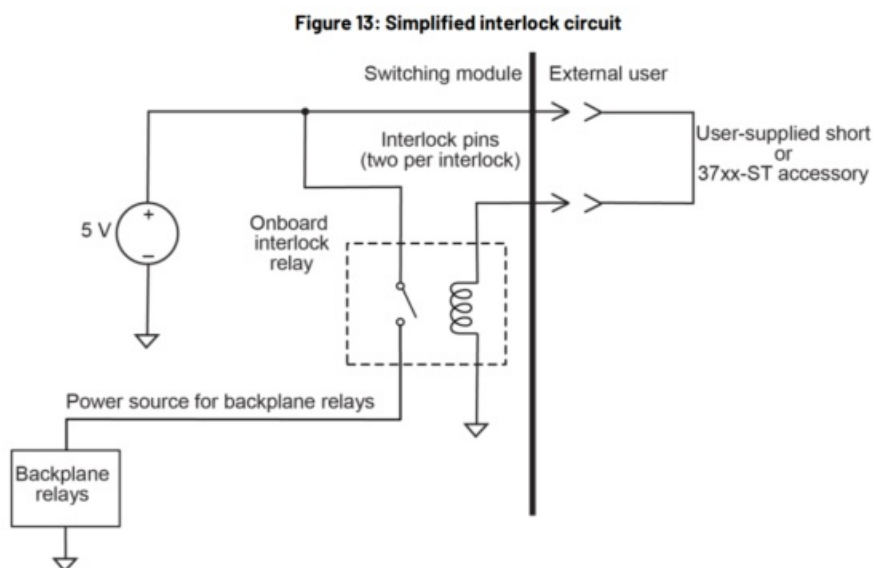 Figure 13: Simplified interlock circuit
Switching module
External user
Interlock pins
(two per interlock)
User-supplied short
or
37xx-ST accessory
5 V
+
–
Onboard
interlock
relay
Power source for backplane relays
Backplane
relays